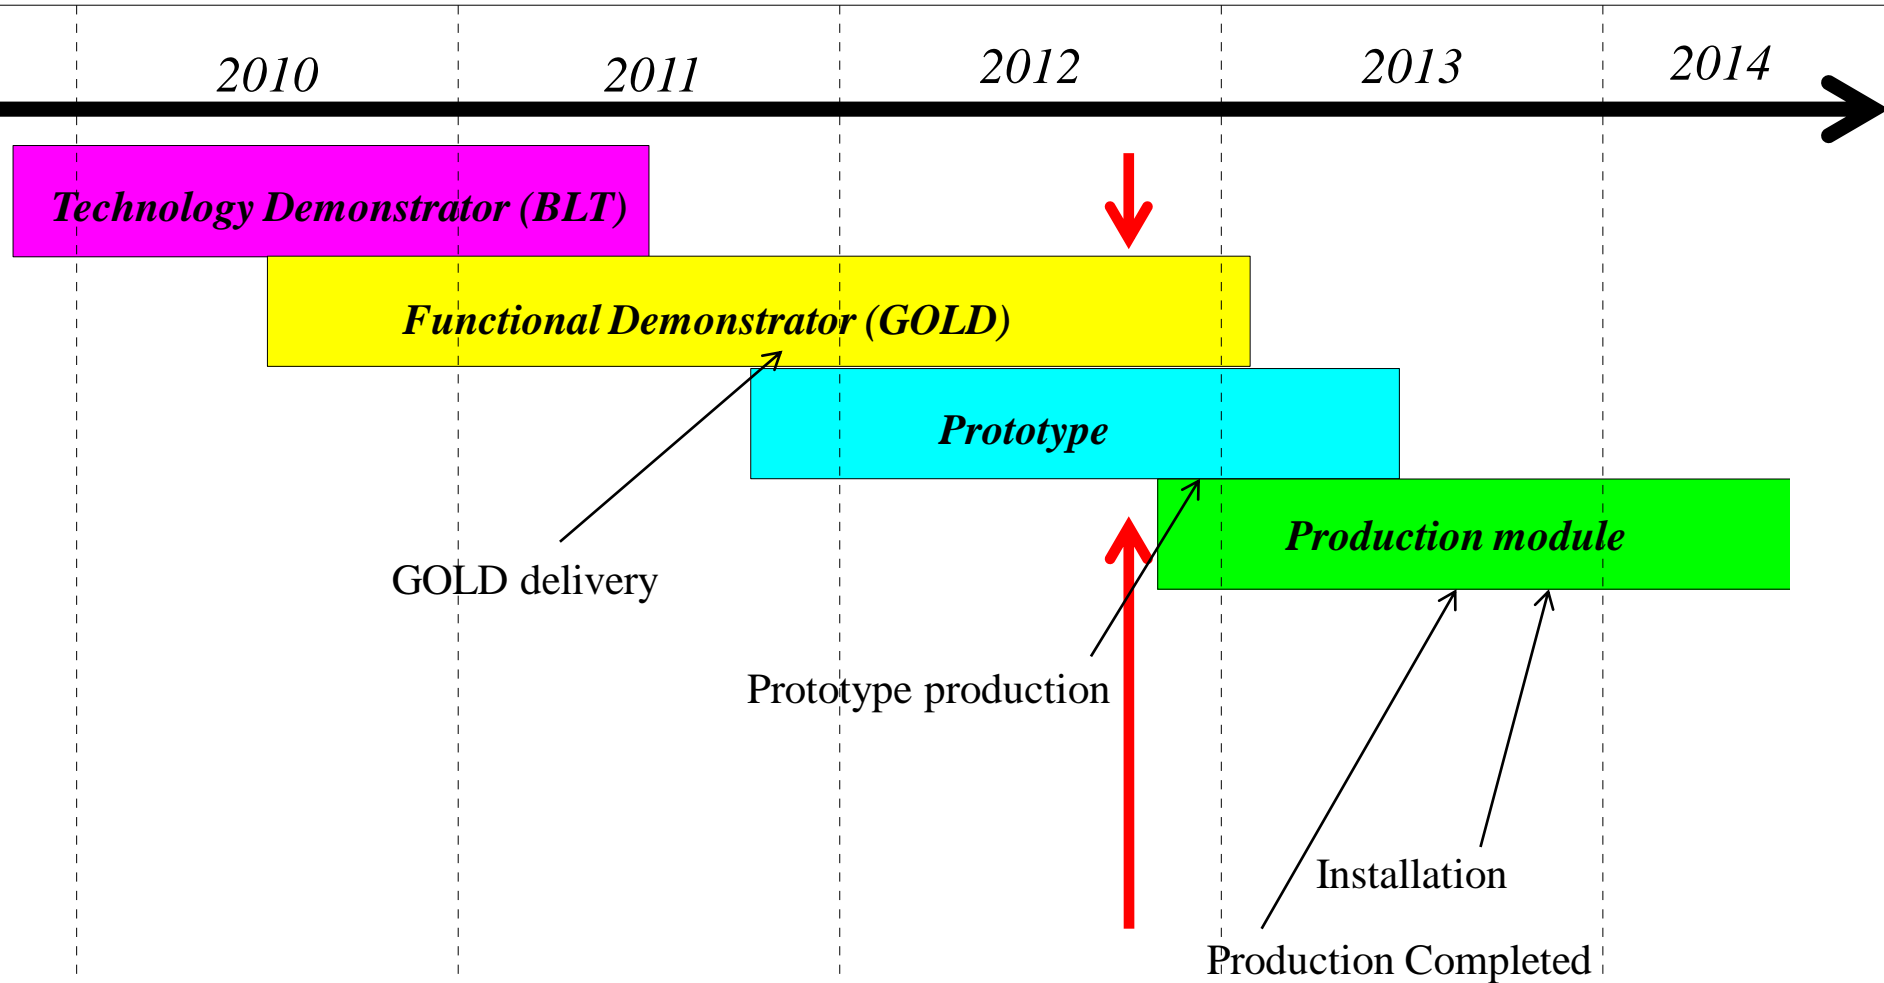 2010
2011
2012
2013
2014
Technology Demonstrator (BLT)
Functional Demonstrator (GOLD)
Prototype
Production module
GOLD delivery
Prototype production
Installation
Production Completed